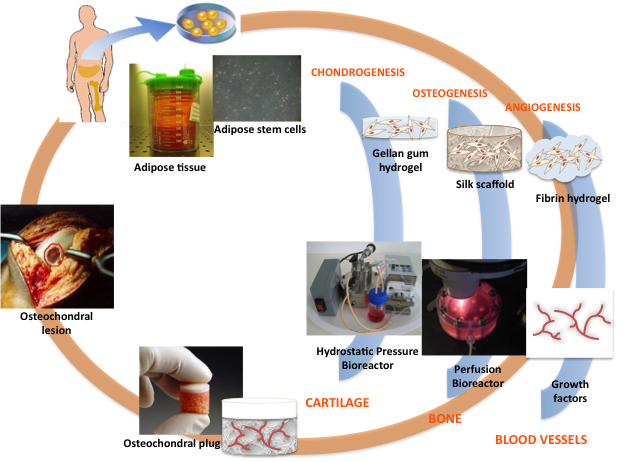 CHONDROGENESIS
OSTEOGENESIS
ANGIOGENESIS
Adipose stem cells
Adipose tissue
Gellan gum
hydrogel
Silk scaffold
Fibrin hydrogel
Osteochondral
lesion
Hydrostatic Pressure
Bioreactor
Perfusion
Bioreactor
Growth
factors
Osteochondral plug
CARTILAGE
BONE
BLOOD VESSELS